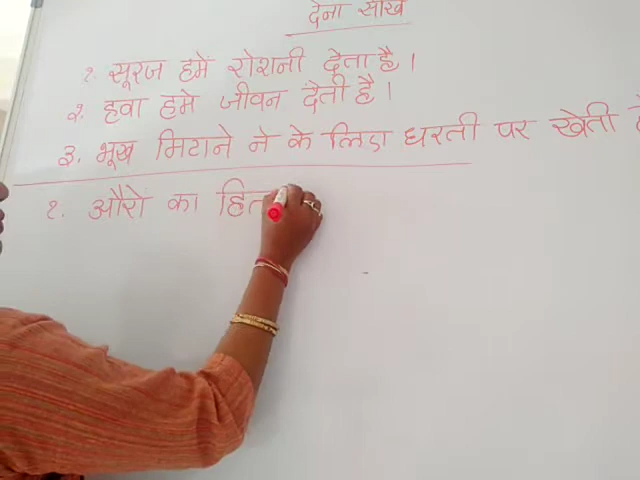 देना सीखें
१. सूरज हमे रोशनी देता है।
२. हवा हमे जीवन देती है।
३. भूख मिटाने ने के लिए धरती पर खेती
१. औरों का हित